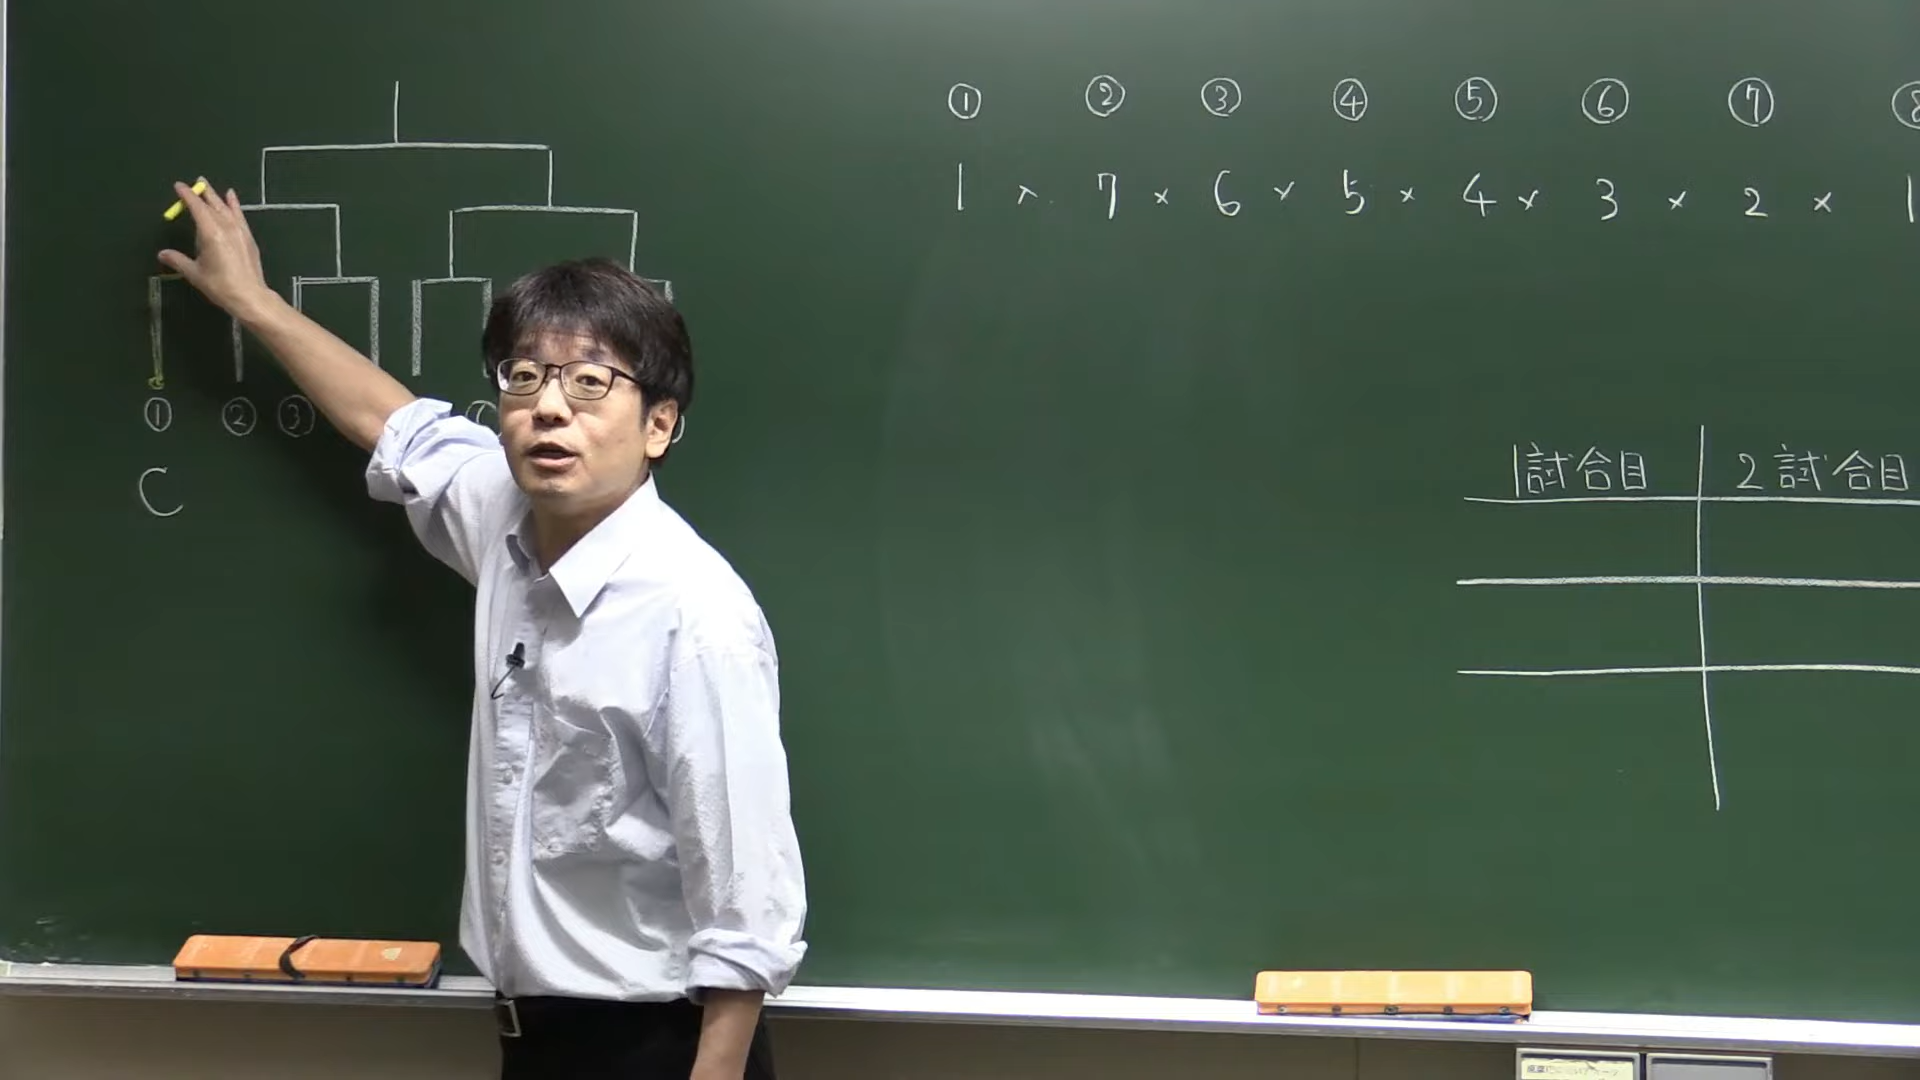 ① ② ③ ④ ⑤ ⑥ ⑦ ⑧
1 × 7 × 6 × 5 × 4 × 3 × 2 × 1
① ② ③
C
1試合目 2試合目